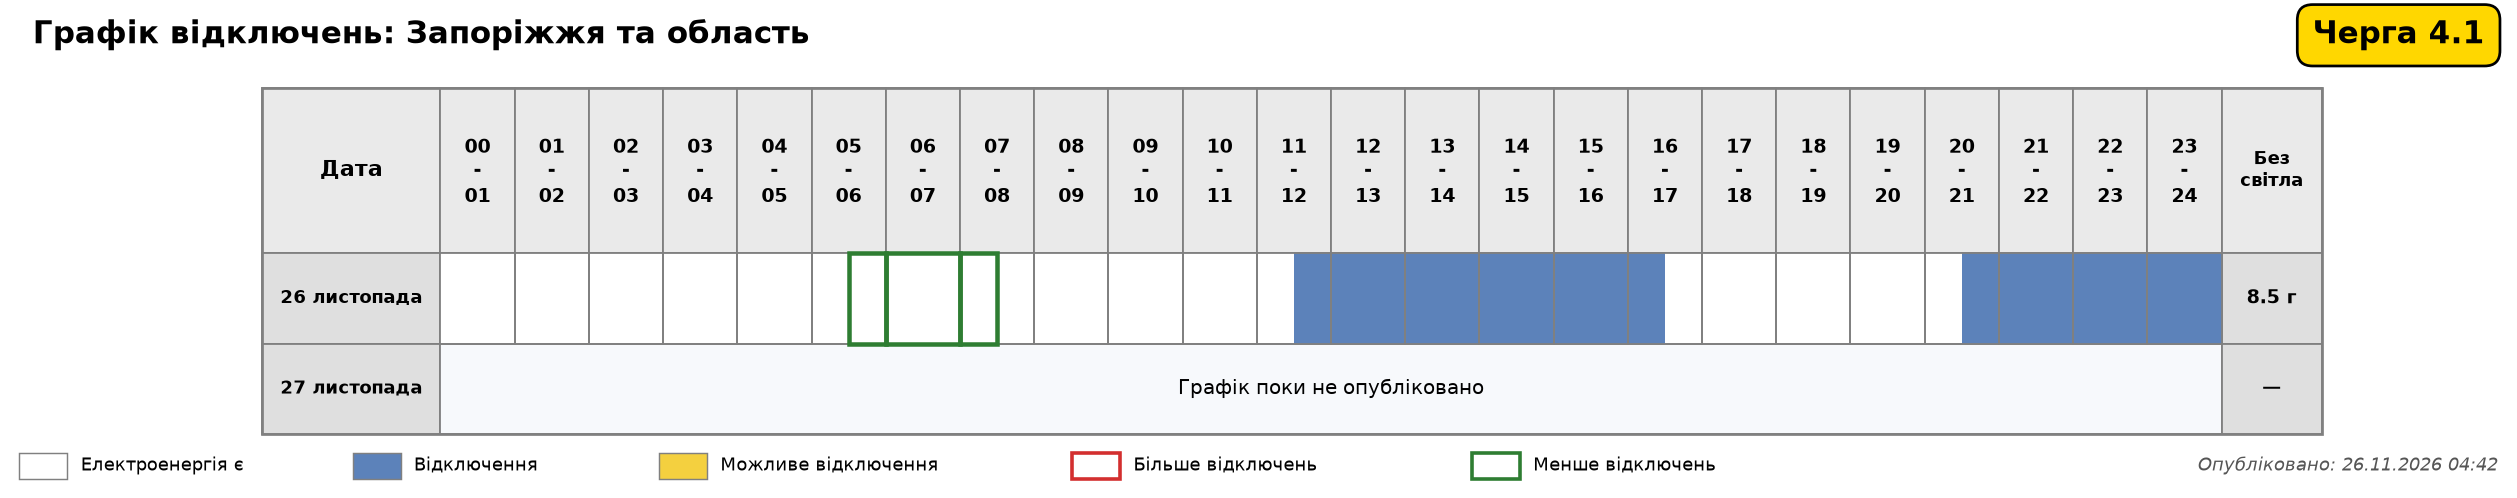 Графік відключень: Запоріжжя та область
Черга 4.1
Дата
00 - 01
01 - 02
02 - 03
03 - 04
04 - 05
05 - 06
06 - 07
07 - 08
08 - 09
09 - 10
10 - 11
11 - 12
12 - 13
13 - 14
14 - 15
15 - 16
16 - 17
17 - 18
18 - 19
19 - 20
20 - 21
21 - 22
22 - 23
23 - 24
Без
світла
26 листопада
8.5 г
27 листопада
Графік поки не опубліковано
—
Електроенергія є
Відключення
Можливе відключення
Більше відключень
Менше відключень
Опубліковано: 26.11.2026 04:42